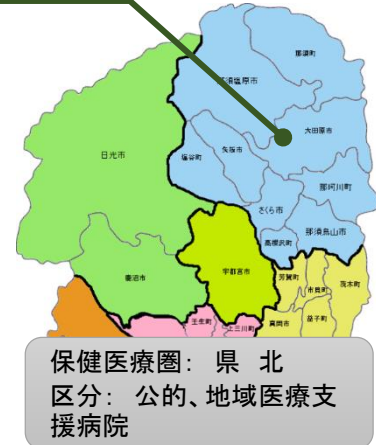 那須町
那須塩原市
大田原市
日光市
矢板市
塩谷町
那珂川町
さくら市
那須烏山市
高根沢町
宇都宮市
鹿沼市
芳賀町
市貝町
茂木町
壬生町
上三川町
真岡市
益子町
保健医療圏: 県 北
区分: 公的、地域医療支
援病院